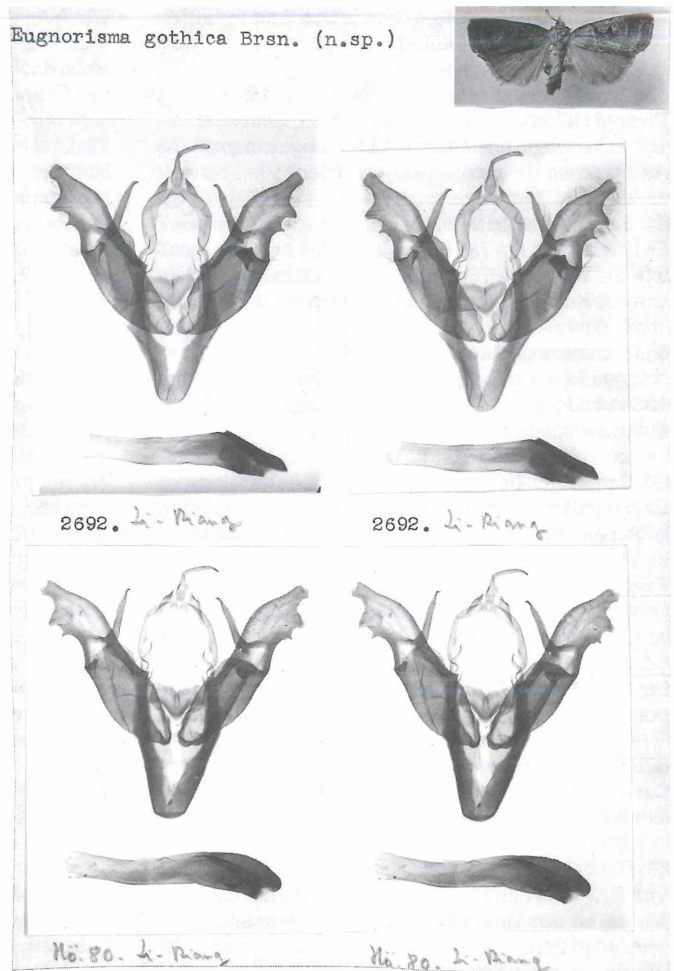 Eugnorisma gothica Brsn. (n.sp.)
2692. Li-Kiang 2692. Li-Kiang
Hö.80. Li-Kiang Hö.80. Li-Kiang